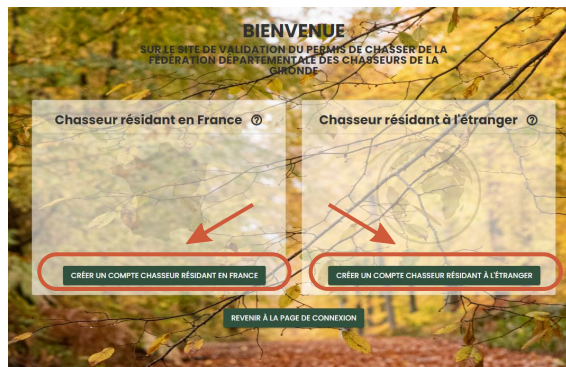 BIENVENUE
SUR LE SITE DE VALIDATION DU PERMIS DE CHASSER DE LA
FÉDÉRATION DÉPARTEMENTALE DES CHASSEURS DE LA
GIRONDE
Chasseur résidant en France ?
CRÉER UN COMPTE CHASSEUR RÉSIDANT EN FRANCE
Chasseur résidant à l'étranger ?
CRÉER UN COMPTE CHASSEUR RÉSIDANT À L'ÉTRANGER
REVENIR À LA PAGE DE CONNEXION